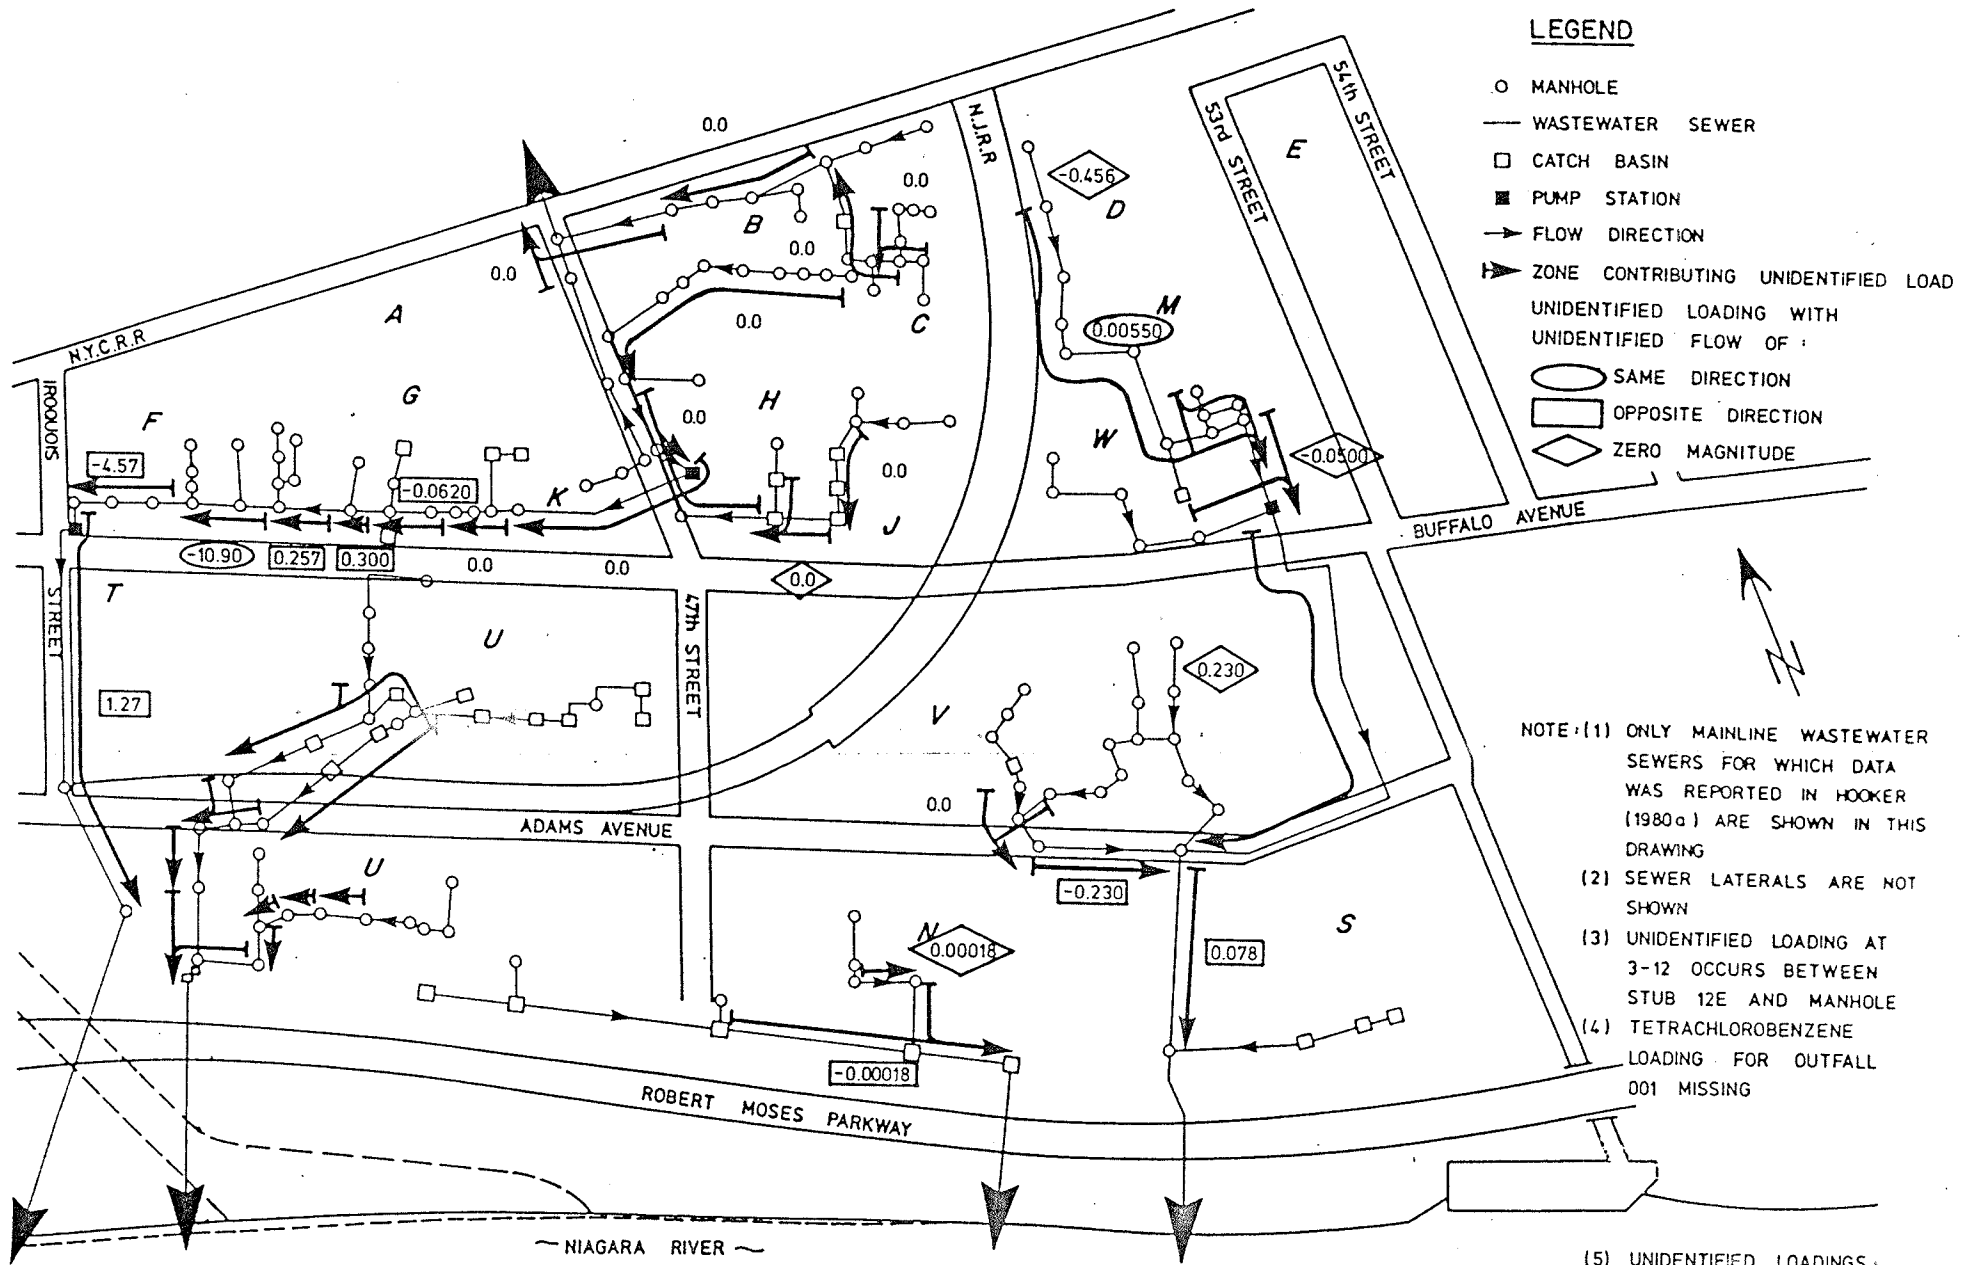 LEGEND
MANHOLE
WASTEWATER SEWER
CATCH BASIN
PUMP STATION
FLOW DIRECTION
ZONE CONTRIBUTING UNIDENTIFIED LOAD
UNIDENTIFIED LOADING WITH
UNIDENTIFIED FLOW OF :
SAME DIRECTION
OPPOSITE DIRECTION
ZERO MAGNITUDE
54th STREET
53rd STREET
E
N.J.R.R
0.0
-0.456
D
0.0
B
0.0
0.0
A
0.0
C
M
0.00550
N.Y.C.R.R
IROQUOIS
STREET
F
G
H
0.0
W
-4.57
-0.0620
K
0.0
J
-0.0500
BUFFALO AVENUE
-10.90
0.257
0.300
0.0
0.0
0.0
T
U
47th STREET
V
0.230
1.27
0.0
ADAMS AVENUE
U
-0.230
N
0.00018
S
0.078
-0.00018
ROBERT MOSES PARKWAY
~NIAGARA RIVER~
NOTE:(1) ONLY MAINLINE WASTEWATER
SEWERS FOR WHICH DATA
WAS REPORTED IN HOOKER
(1980a) ARE SHOWN IN THIS
DRAWING
(2) SEWER LATERALS ARE NOT
SHOWN
(3) UNIDENTIFIED LOADING AT
3-12 OCCURS BETWEEN
STUB 12E AND MANHOLE
(4) TETRACHLOROBENZENE
LOADING FOR OUTFALL
001 MISSING
(5) UNIDENTIFIED LOADINGS